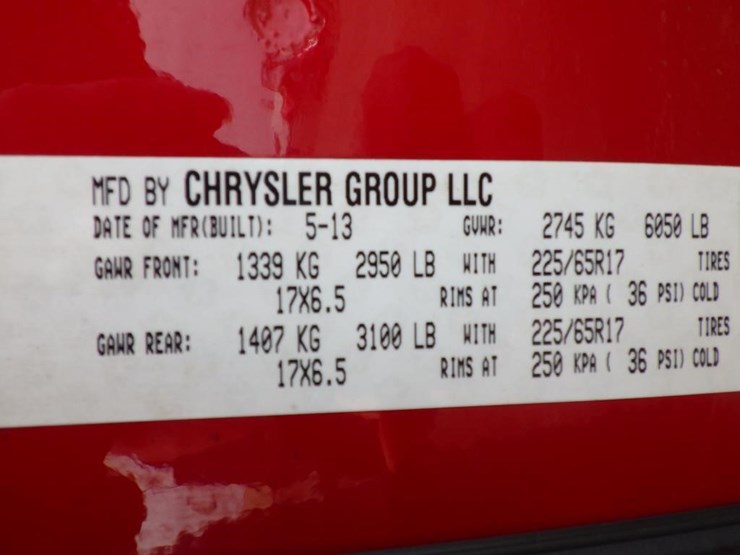 MFD BY CHRYSLER GROUP LLC
DATE OF MFR(BUILT): 5-13 GVWR: 2745 KG 6050 LB
GAWR FRONT: 1339 KG 2950 LB WITH 225/65R17 TIRES
17X6.5 RIMS AT 250 KPA ( 36 PSI) COLD
GAWR REAR: 1407 KG 3100 LB WITH 225/65R17 TIRES
17X6.5 RIMS AT 250 KPA ( 36 PSI) COLD